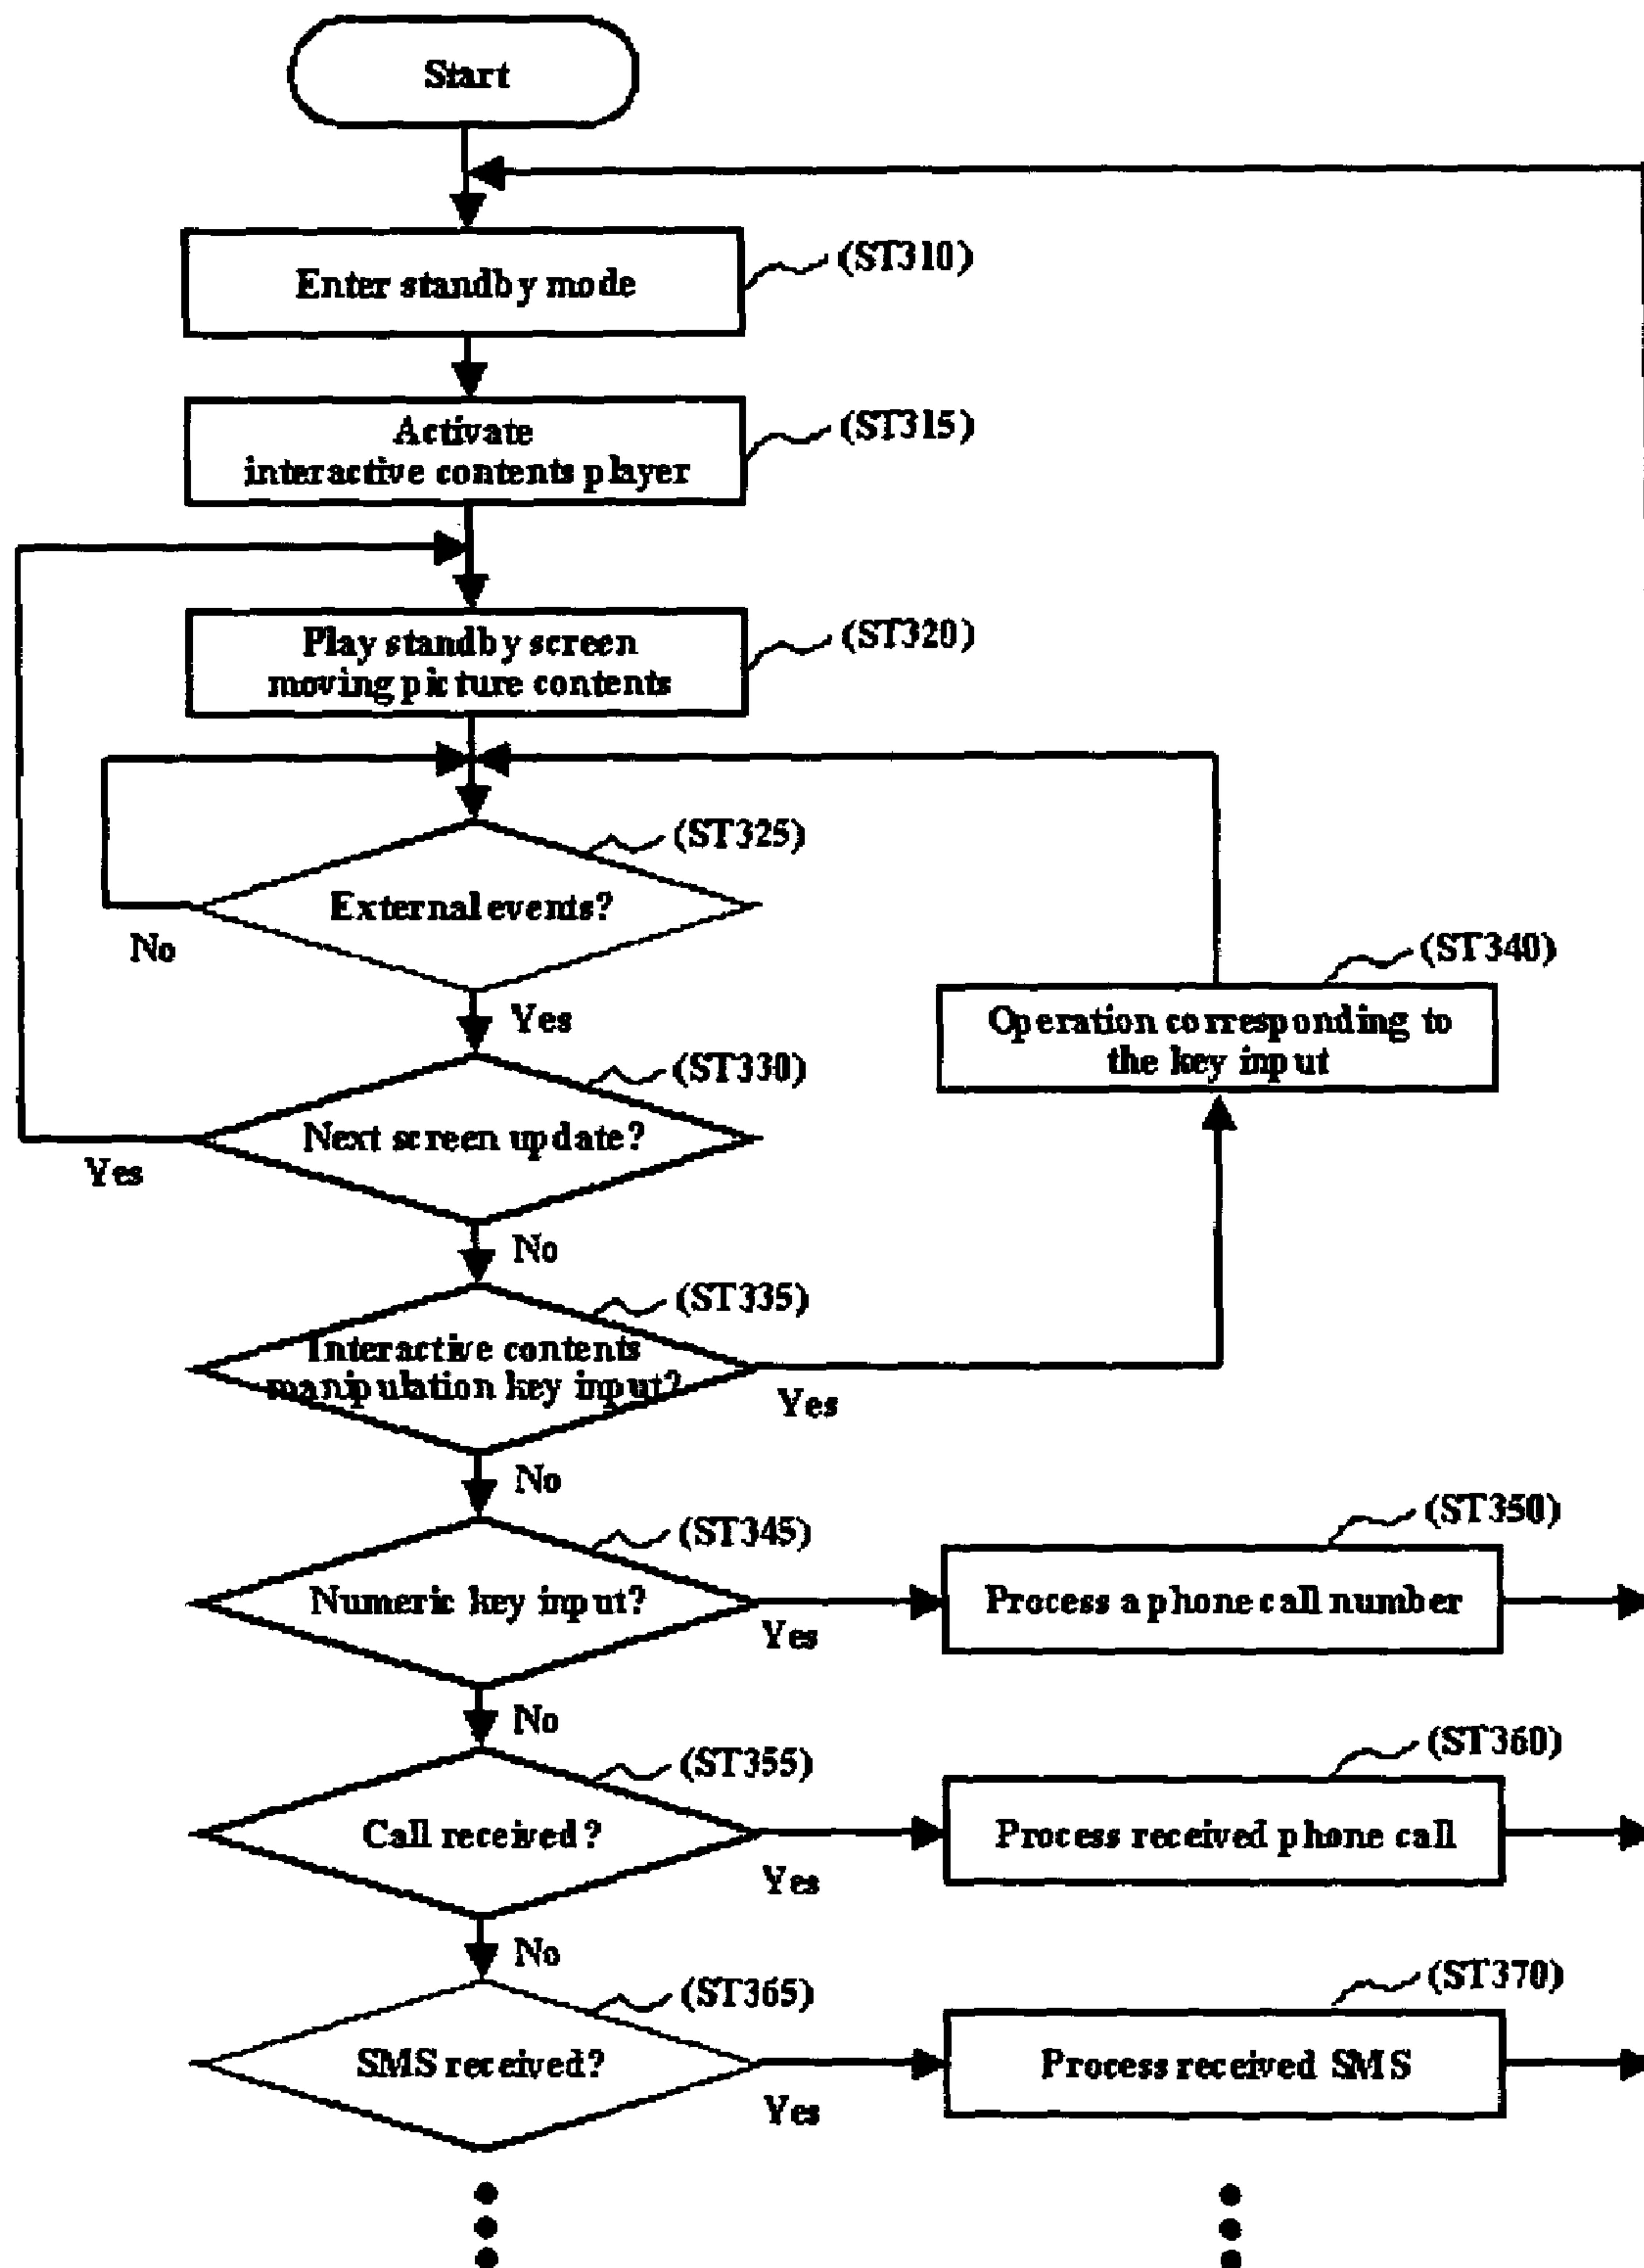 Start
Enter standby mode
(ST310)
Activate
interactive contents player
(ST315)
Play standby screen
moving picture contents
(ST320)
(ST325)
External events?
No
Yes
(ST340)
Operation corresponding to
the key input
(ST330)
Next screen update?
Yes
No
(ST335)
Interactive contents
manipulation key input?
Yes
No
(ST345)
Numeric key input?
Yes
(ST350)
Process a phone call number
No
(ST355)
Call received?
Yes
(ST360)
Process received phone call
No
(ST365)
SMS received?
Yes
(ST370)
Process received SMS